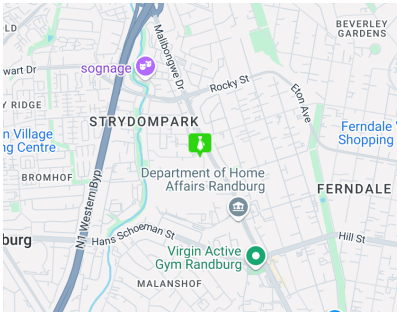 OLD
BEVERLEY
GARDENS
Malibongwe Dr
sognage
wart Dr
Rocky St
Eton Ave
Y RIDGE
STRYDOMPARK
n Village
ng Centre
Ferndale
Shopping
Department of Home
Affairs Randburg
BROMHOF
FERNDALE
N1 Western Byp
burg
Hans Schoeman St
Hill St
Virgin Active
Gym Randburg
MALANSHOF